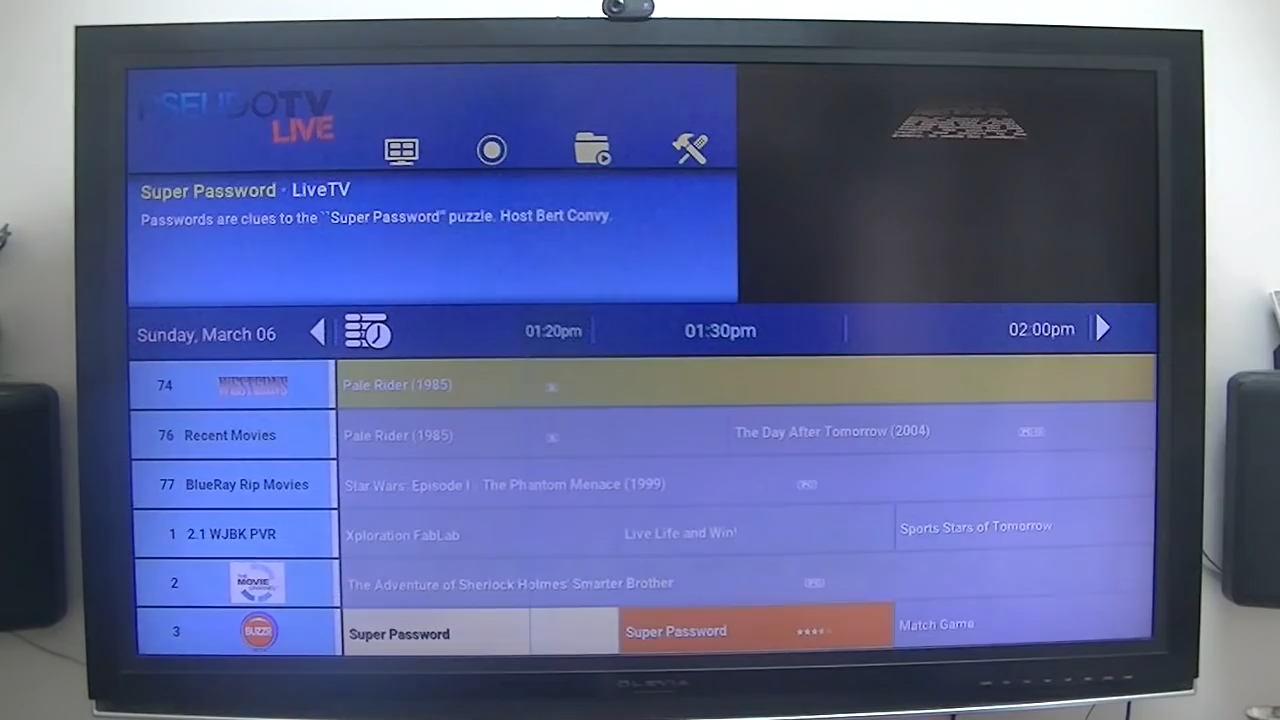 PSEUDOTV
LIVE
Super Password · LiveTV
Passwords are clues to the ``Super Password'' puzzle. Host Bert Convy.
Sunday, March 06 01:20pm 01:30pm 02:00pm
74 WESTERNS Pale Rider (1985)
76 Recent Movies Pale Rider (1985) The Day After Tomorrow (2004)
77 BlueRay Rip Movies Star Wars: Episode I - The Phantom Menace (1999)
1 2.1 WJBK PVR Xploration FabLab Live Life and Win! Sports Stars of Tomorrow
2 THE MOVIE CHANNEL The Adventure of Sherlock Holmes' Smarter Brother
3 BUZZR Super Password Super Password Match Game
OLEVIA